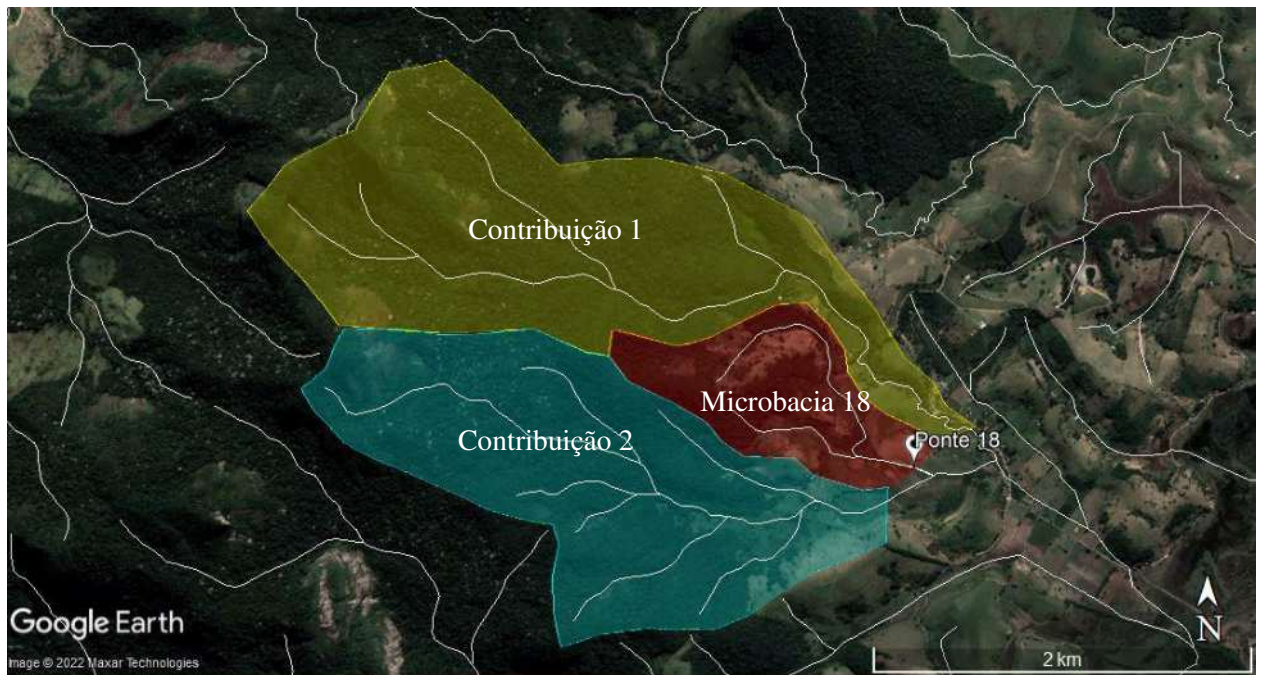 Contribuição 1
Microbacia 18
Contribuição 2
Ponte 18
Google Earth
Image © 2022 Maxar Technologies
N
2 km